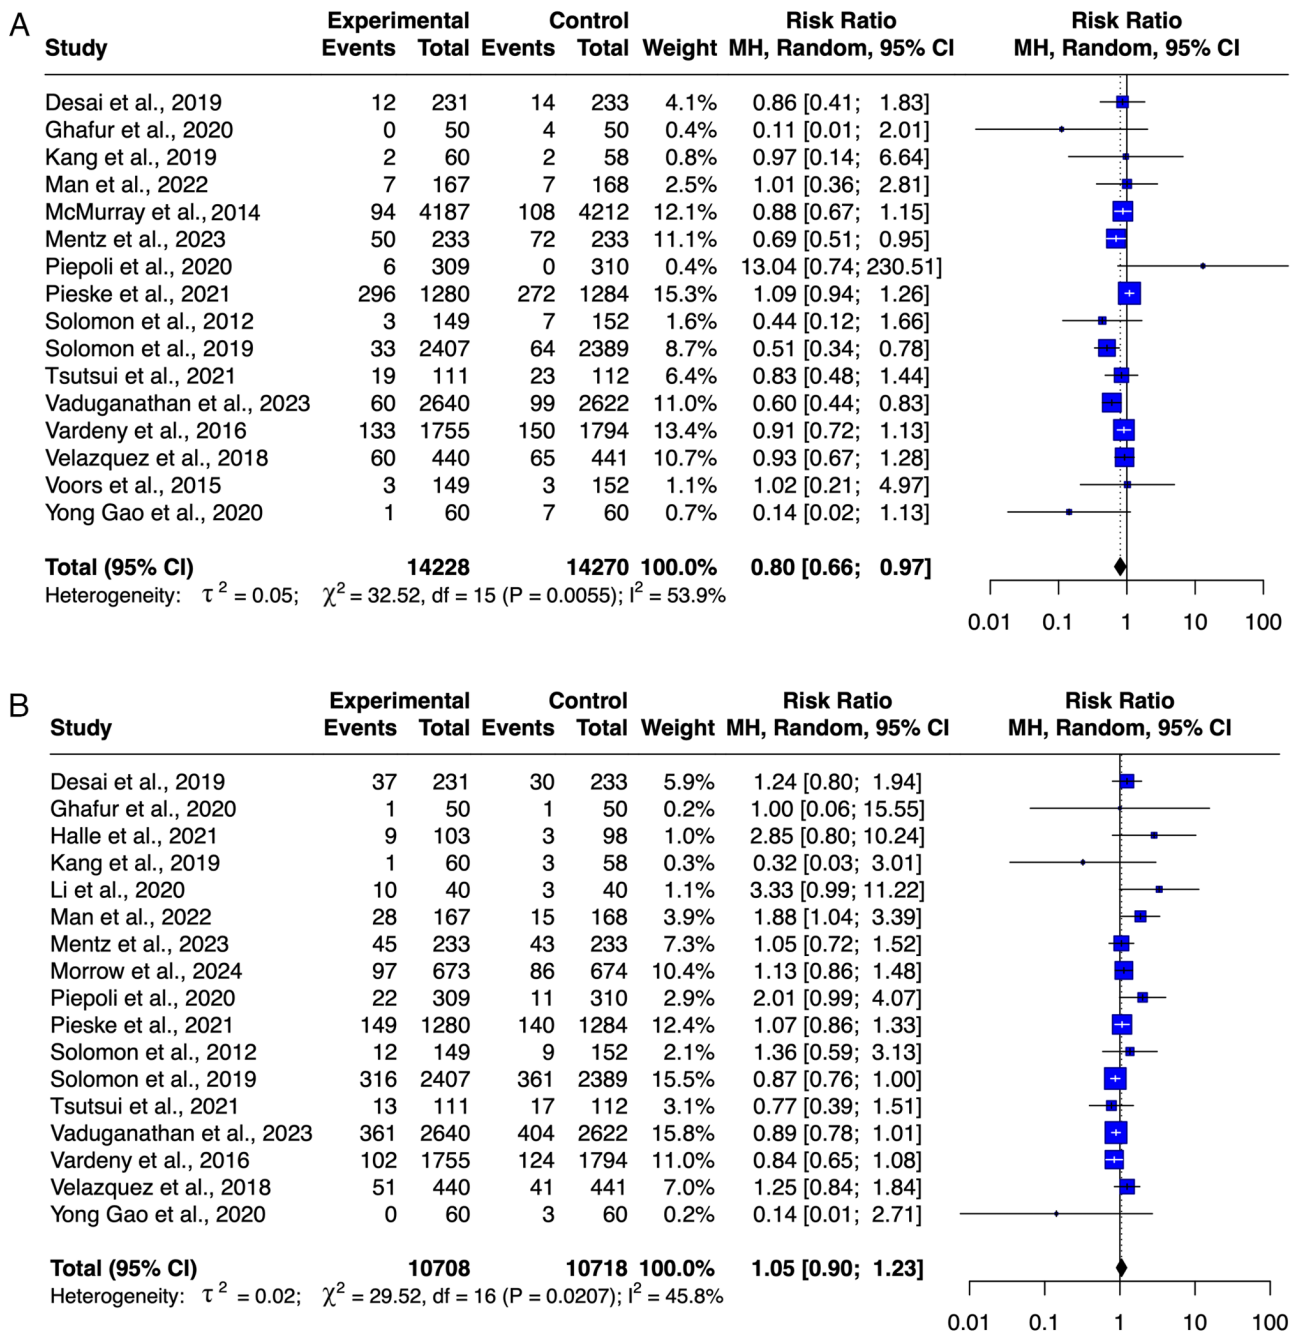 A
Experimental Control Risk Ratio Risk Ratio
Study Events Total Events Total Weight MH, Random, 95% CI MH, Random, 95% CI
Desai et al., 2019 12 231 14 233 4.1% 0.86 [0.41; 1.83]
Ghafur et al., 2020 0 50 4 50 0.4% 0.11 [0.01; 2.01]
Kang et al., 2019 2 60 2 58 0.8% 0.97 [0.14; 6.64]
Man et al., 2022 7 167 7 168 2.5% 1.01 [0.36; 2.81]
McMurray et al., 2014 94 4187 108 4212 12.1% 0.88 [0.67; 1.15]
Mentz et al., 2023 50 233 72 233 11.1% 0.69 [0.51; 0.95]
Piepoli et al., 2020 6 309 0 310 0.4% 13.04 [0.74; 230.51]
Pieske et al., 2021 296 1280 272 1284 15.3% 1.09 [0.94; 1.26]
Solomon et al., 2012 3 149 7 152 1.6% 0.44 [0.12; 1.66]
Solomon et al., 2019 33 2407 64 2389 8.7% 0.51 [0.34; 0.78]
Tsutsui et al., 2021 19 111 23 112 6.4% 0.83 [0.48; 1.44]
Vaduganathan et al., 2023 60 2640 99 2622 11.0% 0.60 [0.44; 0.83]
Vardeny et al., 2016 133 1755 150 1794 13.4% 0.91 [0.72; 1.13]
Velazquez et al., 2018 60 440 65 441 10.7% 0.93 [0.67; 1.28]
Voors et al., 2015 3 149 3 152 1.1% 1.02 [0.21; 4.97]
Yong Gao et al., 2020 1 60 7 60 0.7% 0.14 [0.02; 1.13]
Total (95% CI) 14228 14270 100.0% 0.80 [0.66; 0.97]
Heterogeneity: τ² = 0.05; χ² = 32.52, df = 15 (P = 0.0055); I² = 53.9%
0.01 0.1 1 10 100
B
Experimental Control Risk Ratio Risk Ratio
Study Events Total Events Total Weight MH, Random, 95% CI MH, Random, 95% CI
Desai et al., 2019 37 231 30 233 5.9% 1.24 [0.80; 1.94]
Ghafur et al., 2020 1 50 1 50 0.2% 1.00 [0.06; 15.55]
Halle et al., 2021 9 103 3 98 1.0% 2.85 [0.80; 10.24]
Kang et al., 2019 1 60 3 58 0.3% 0.32 [0.03; 3.01]
Li et al., 2020 10 40 3 40 1.1% 3.33 [0.99; 11.22]
Man et al., 2022 28 167 15 168 3.9% 1.88 [1.04; 3.39]
Mentz et al., 2023 45 233 43 233 7.3% 1.05 [0.72; 1.52]
Morrow et al., 2024 97 673 86 674 10.4% 1.13 [0.86; 1.48]
Piepoli et al., 2020 22 309 11 310 2.9% 2.01 [0.99; 4.07]
Pieske et al., 2021 149 1280 140 1284 12.4% 1.07 [0.86; 1.33]
Solomon et al., 2012 12 149 9 152 2.1% 1.36 [0.59; 3.13]
Solomon et al., 2019 316 2407 361 2389 15.5% 0.87 [0.76; 1.00]
Tsutsui et al., 2021 13 111 17 112 3.1% 0.77 [0.39; 1.51]
Vaduganathan et al., 2023 361 2640 404 2622 15.8% 0.89 [0.78; 1.01]
Vardeny et al., 2016 102 1755 124 1794 11.0% 0.84 [0.65; 1.08]
Velazquez et al., 2018 51 440 41 441 7.0% 1.25 [0.84; 1.84]
Yong Gao et al., 2020 0 60 3 60 0.2% 0.14 [0.01; 2.71]
Total (95% CI) 10708 10718 100.0% 1.05 [0.90; 1.23]
Heterogeneity: τ² = 0.02; χ² = 29.52, df = 16 (P = 0.0207); I² = 45.8%
0.01 0.1 1 10 100